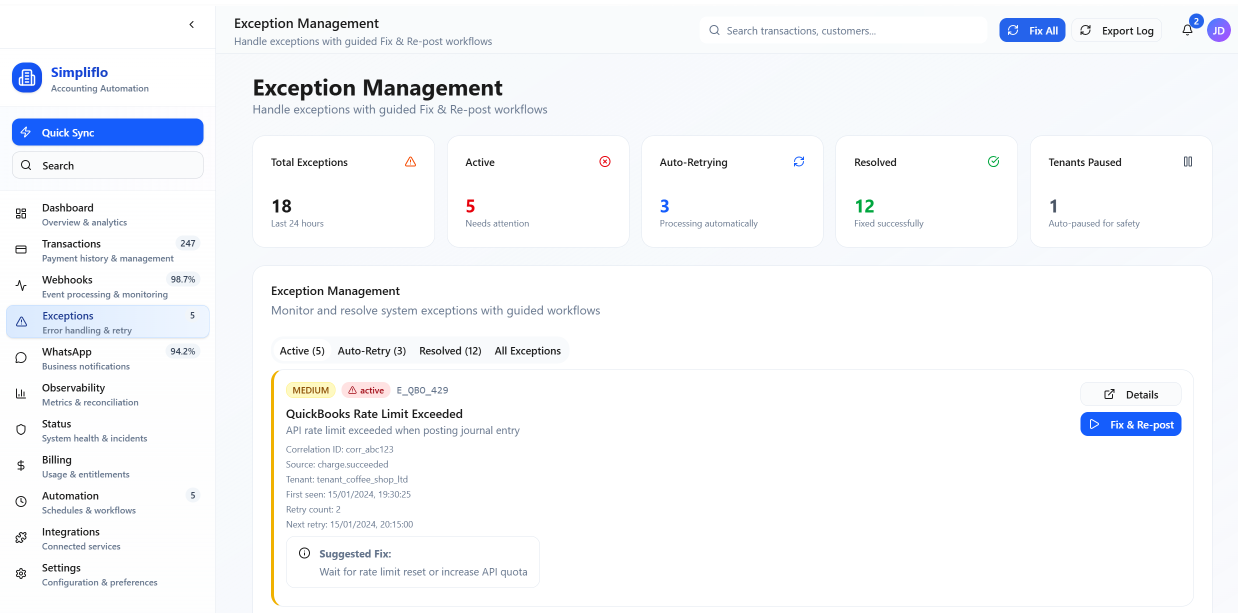 Simpliflo
Accounting Automation
Quick Sync
Search
Dashboard
Overview & analytics
Transactions
247
Payment history & management
Webhooks
98.7%
Event processing & monitoring
Exceptions
5
Error handling & retry
WhatsApp
94.2%
Business notifications
Observability
Metrics & reconciliation
Status
System health & incidents
Billing
Usage & entitlements
Automation
5
Schedules & workflows
Integrations
Connected services
Settings
Configuration & preferences
Exception Management
Handle exceptions with guided Fix & Re-post workflows
Search transactions, customers...
Fix All
Export Log
2
JD
Exception Management
Handle exceptions with guided Fix & Re-post workflows
Total Exceptions
18
Last 24 hours
Active
5
Needs attention
Auto-Retrying
3
Processing automatically
Resolved
12
Fixed successfully
Tenants Paused
1
Auto-paused for safety
Exception Management
Monitor and resolve system exceptions with guided workflows
Active (5) Auto-Retry (3) Resolved (12) All Exceptions
MEDIUM active E_QBO_429
QuickBooks Rate Limit Exceeded
API rate limit exceeded when posting journal entry
Correlation ID: corr_abc123
Source: charge.succeeded
Tenant: tenant_coffee_shop_ltd
First seen: 15/01/2024, 19:30:25
Retry count: 2
Next retry: 15/01/2024, 20:15:00
Suggested Fix:
Wait for rate limit reset or increase API quota
Details
Fix & Re-post